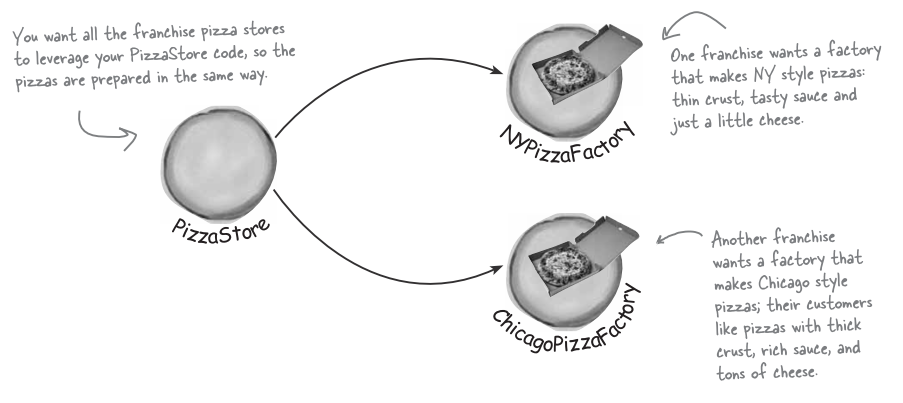 You want all the franchise pizza stores
to leverage your PizzaStore code, so the
pizzas are prepared in the same way.
PizzaStore
NYPizzaFactory
One franchise wants a factory
that makes NY style pizzas:
thin crust, tasty sauce and
just a little cheese.
ChicagoPizzaFactory
Another franchise
wants a factory that
makes Chicago style
pizzas; their customers
like pizzas with thick
crust, rich sauce, and
tons of cheese.